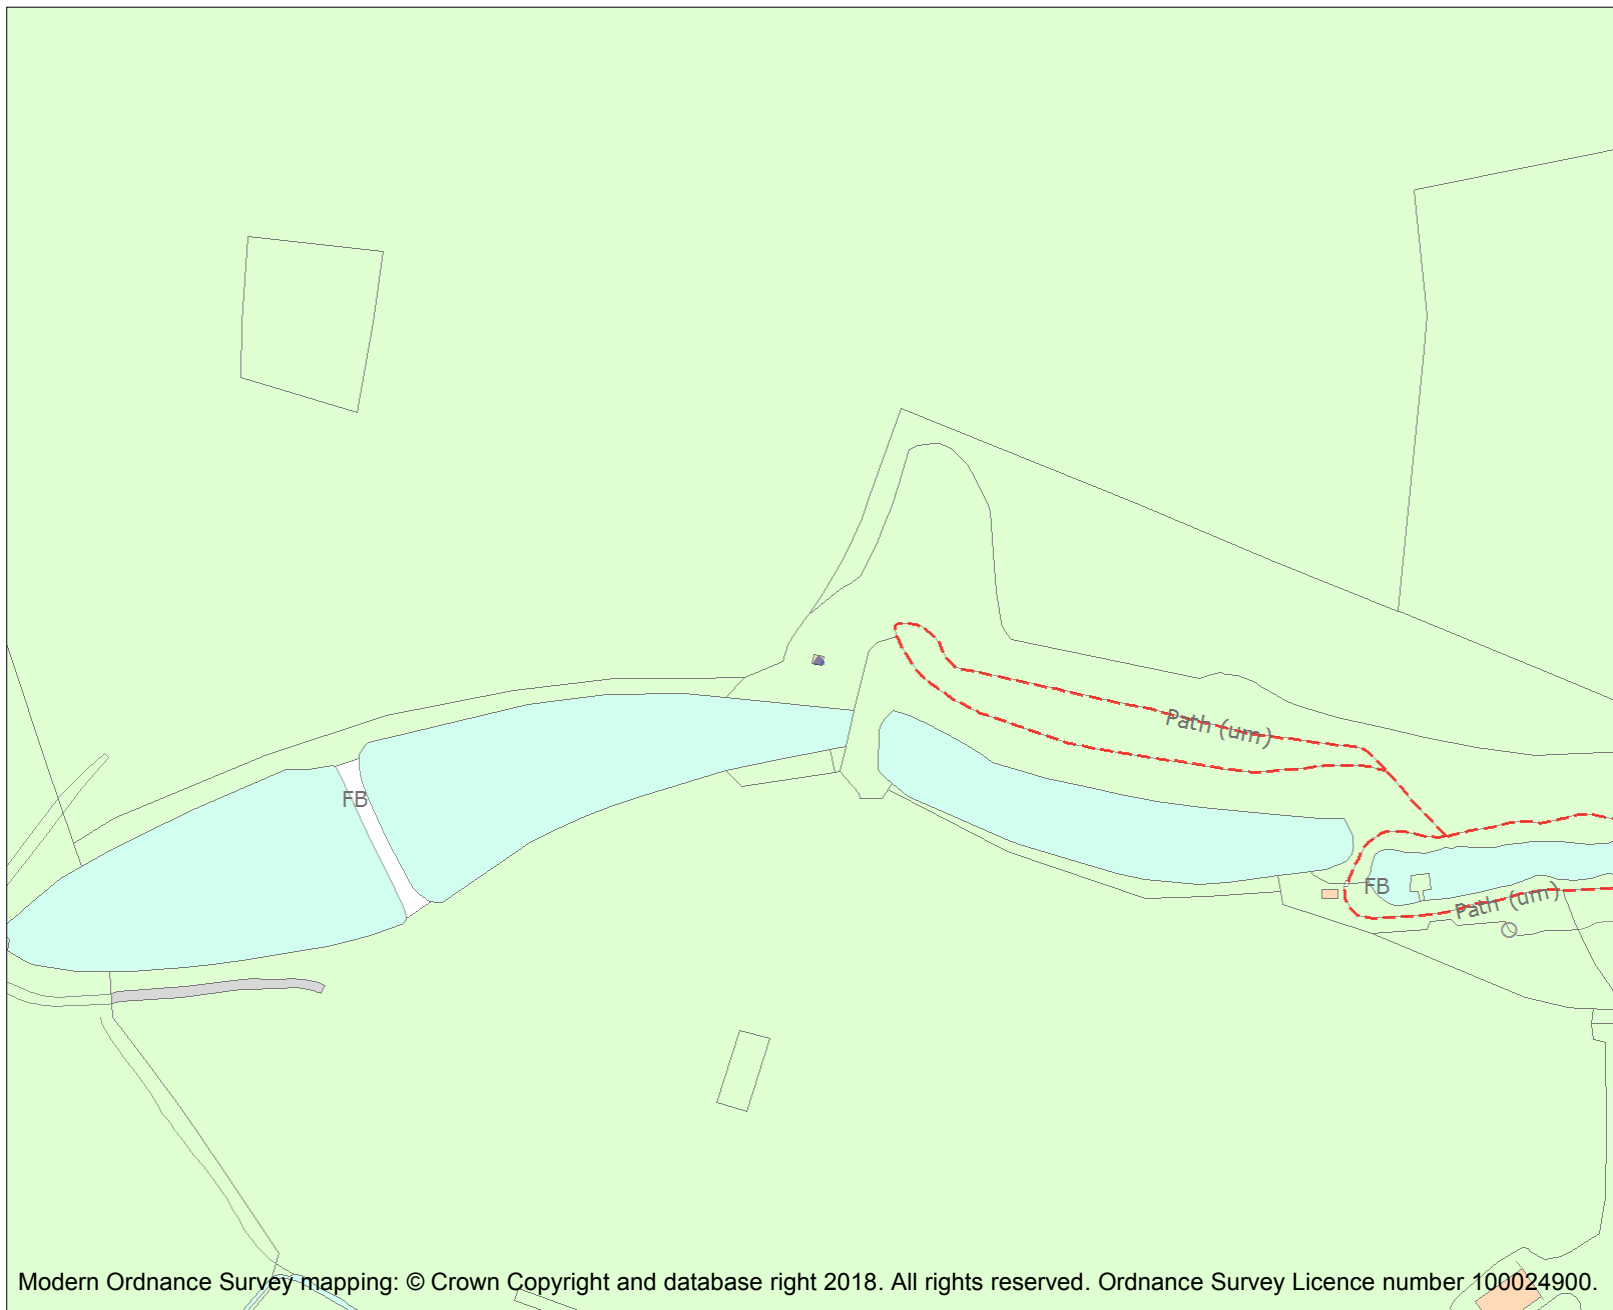 Path (um)
FB
FB
Path (um)
Modern Ordnance Survey mapping: © Crown Copyright and database right 2018. All rights reserved. Ordnance Survey Licence number 100024900.